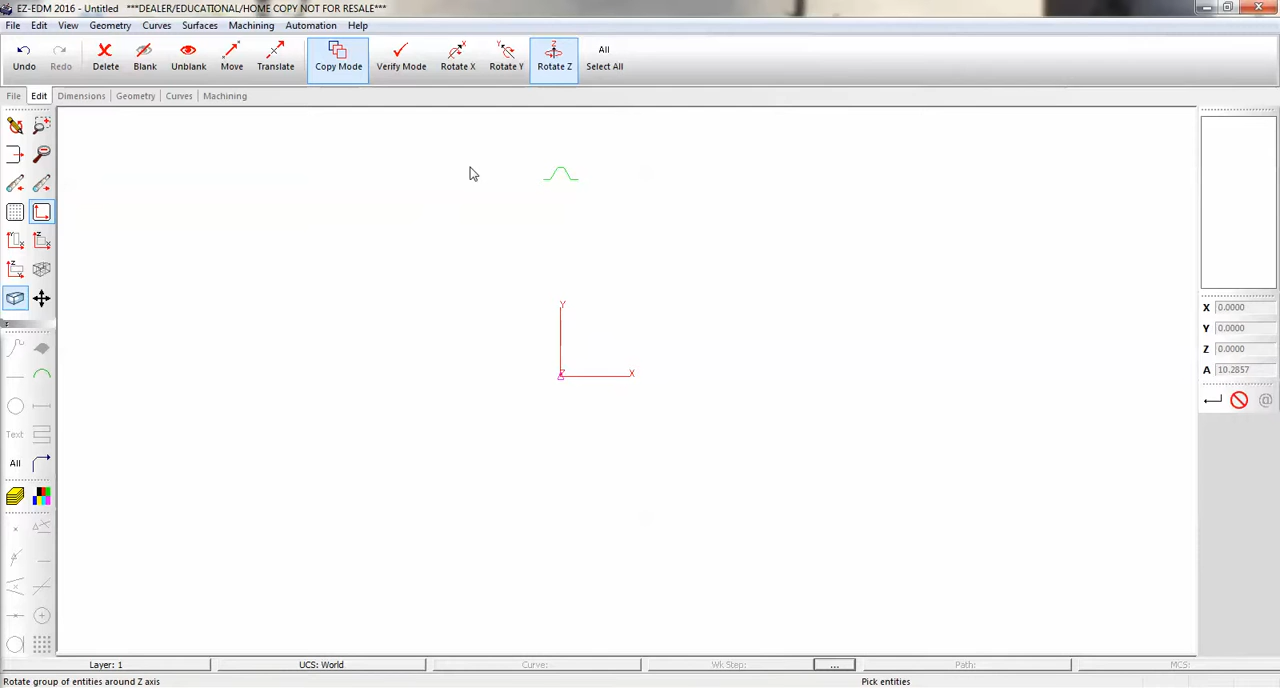 EZ-EDM 2016 - Untitled ***DEALER/EDUCATIONAL/HOME COPY NOT FOR RESALE***
File Edit View Geometry Curves Surfaces Machining Automation Help
Undo Redo Delete Blank Unblank Move Translate Copy Mode Verify Mode Rotate X Rotate Y Rotate Z All Select All
File Edit Dimensions Geometry Curves Machining
Y
X
Z
X 0.0000
Y 0.0000
Z 0.0000
A 10.2857
@
Text
All
Layer: 1 UCS: World Curve: Wk Step: ... Path: MCS:
Rotate group of entities around Z axis Pick entities